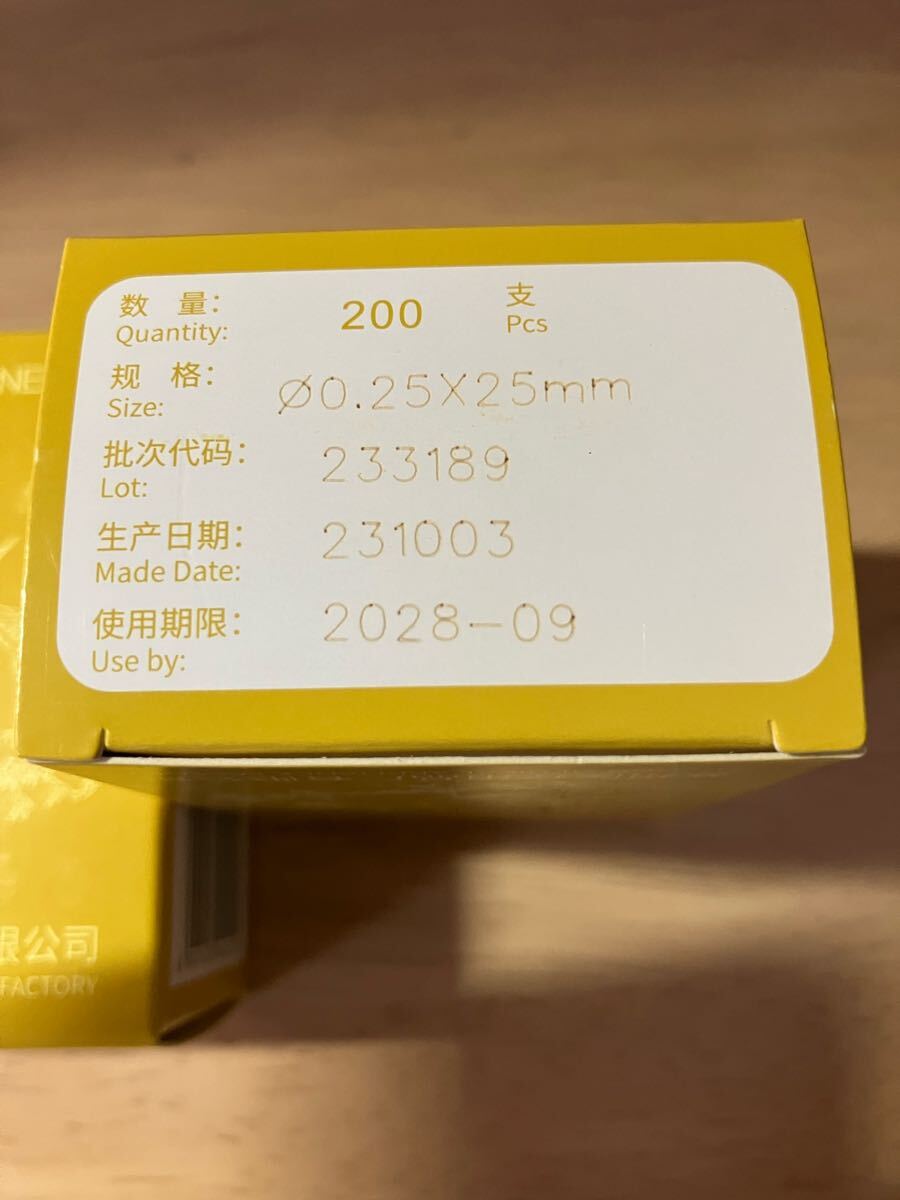 数 量： 200 支
Quantity: Pcs
规 格： Ø0.25X25mm
Size:
批次代码： 233189
Lot:
生产日期： 231003
Made Date:
使用期限： 2028-09
Use by:
NE
限公司
FACTORY